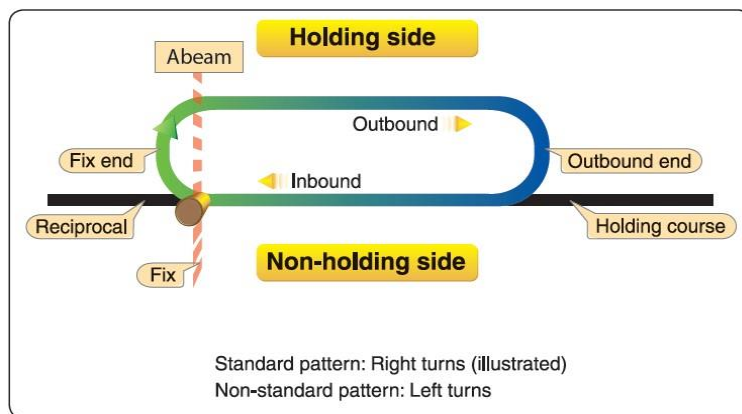 Holding side
Abeam
Outbound
Fix end
Outbound end
Inbound
Reciprocal
Holding course
Non-holding side
Fix
Standard pattern: Right turns (illustrated)
Non-standard pattern: Left turns